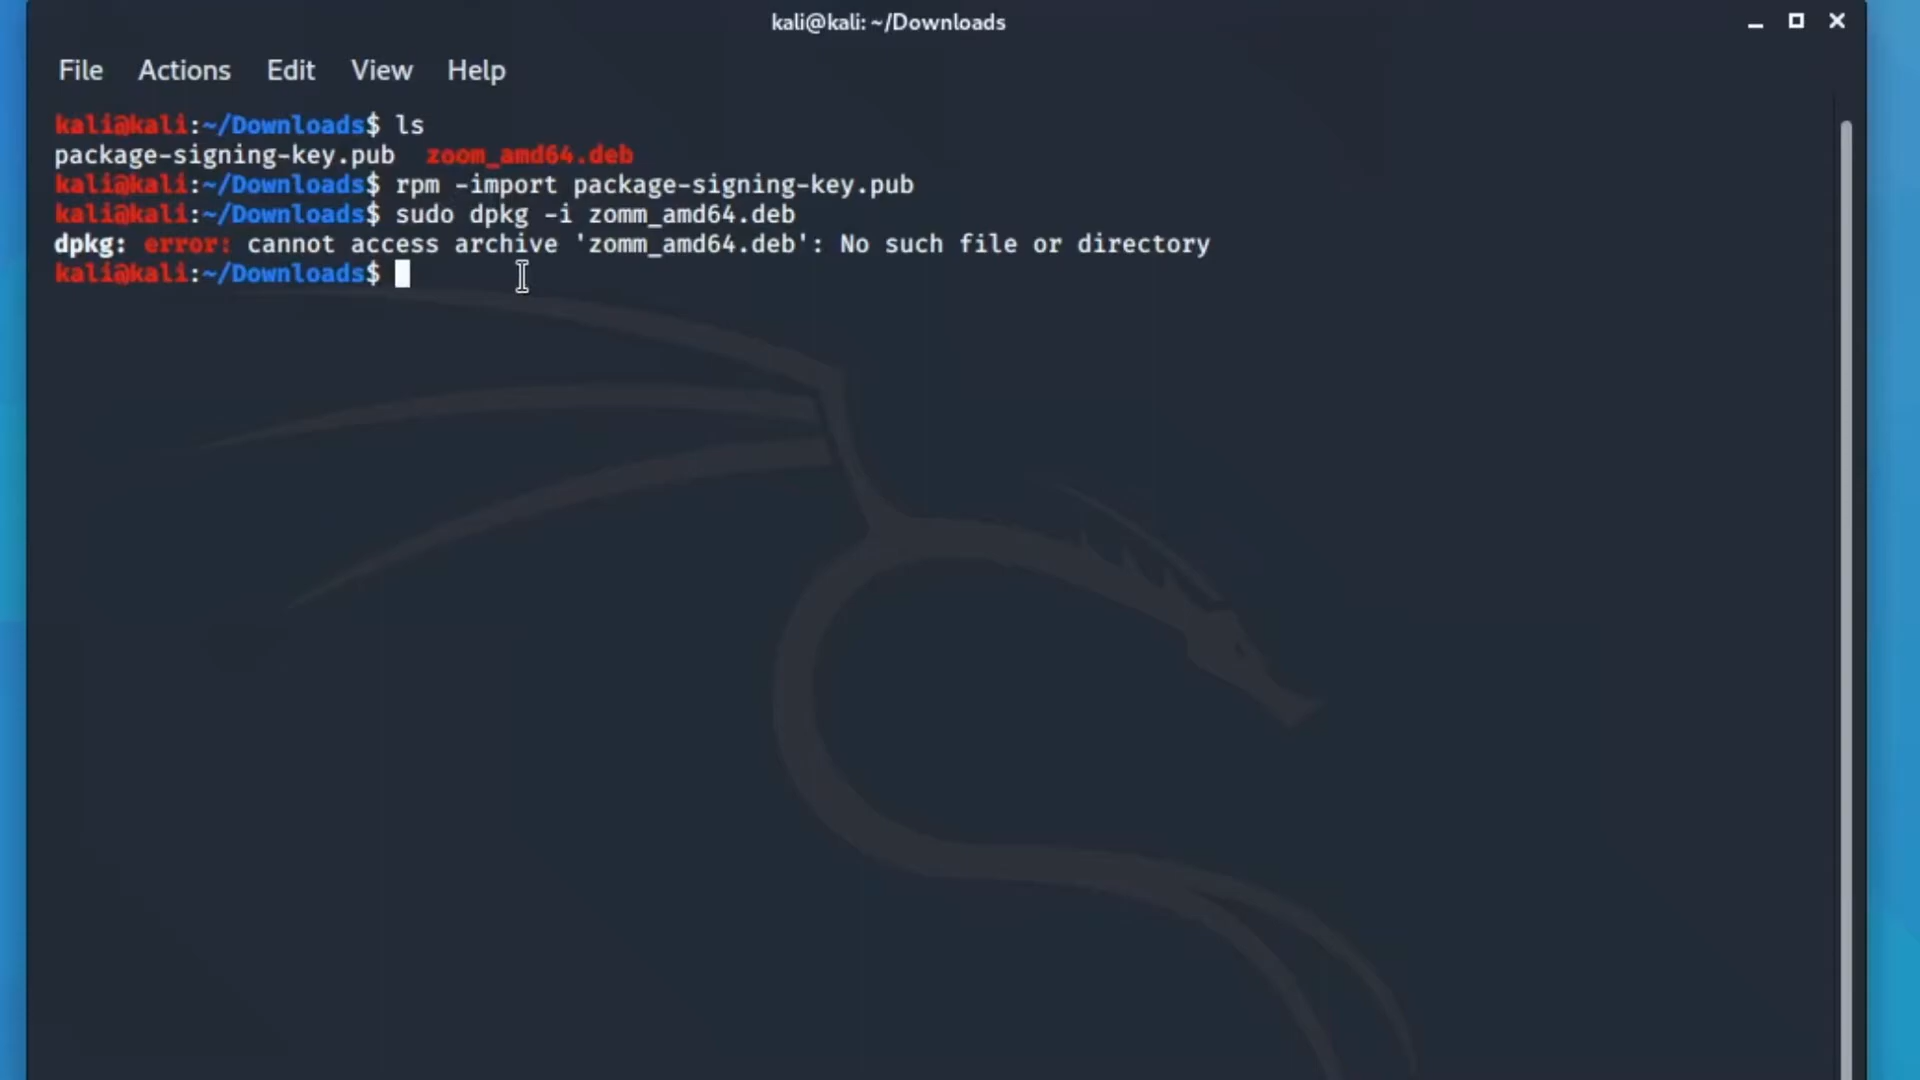 kali@kali: ~/Downloads
File Actions Edit View Help
kali@kali:~/Downloads$ ls
package-signing-key.pub zoom_amd64.deb
kali@kali:~/Downloads$ rpm -import package-signing-key.pub
kali@kali:~/Downloads$ sudo dpkg -i zomm_amd64.deb
dpkg: error: cannot access archive 'zomm_amd64.deb': No such file or directory
kali@kali:~/Downloads$